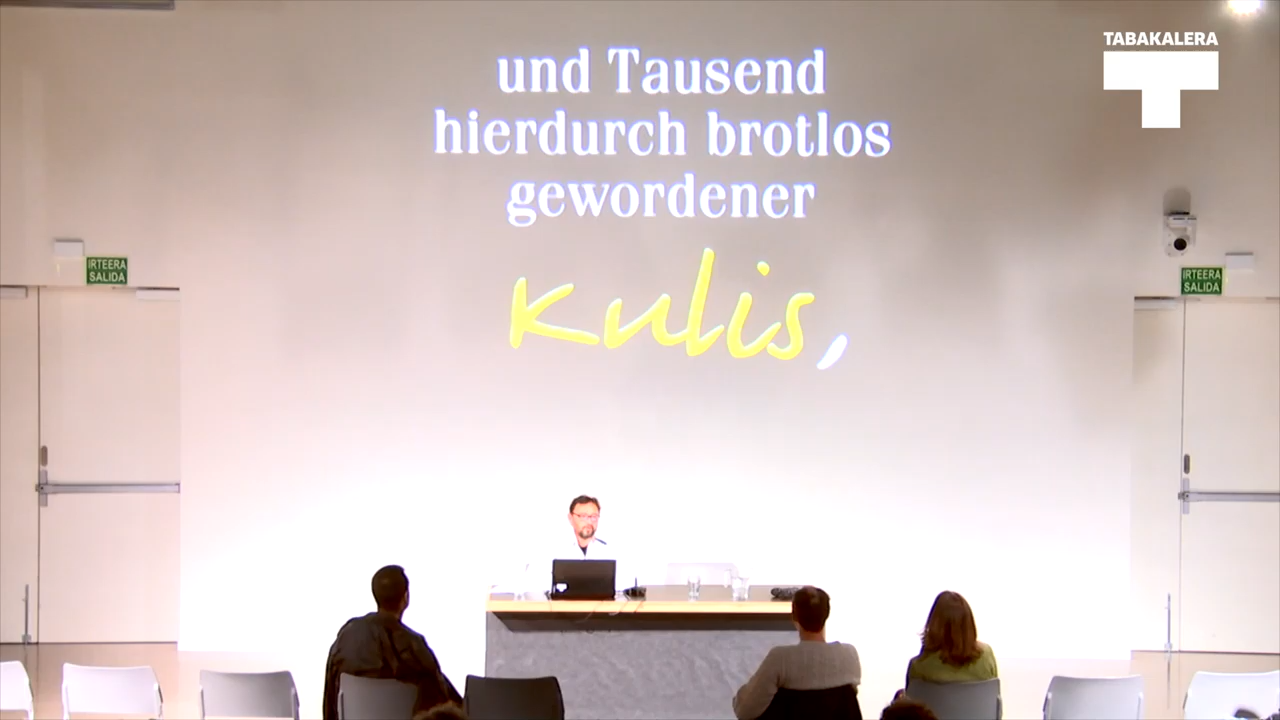 und Tausend
hierdurch brotlos
gewordener
Kulis,
TABAKALERA
IRTEERA
SALIDA
IRTEERA
SALIDA